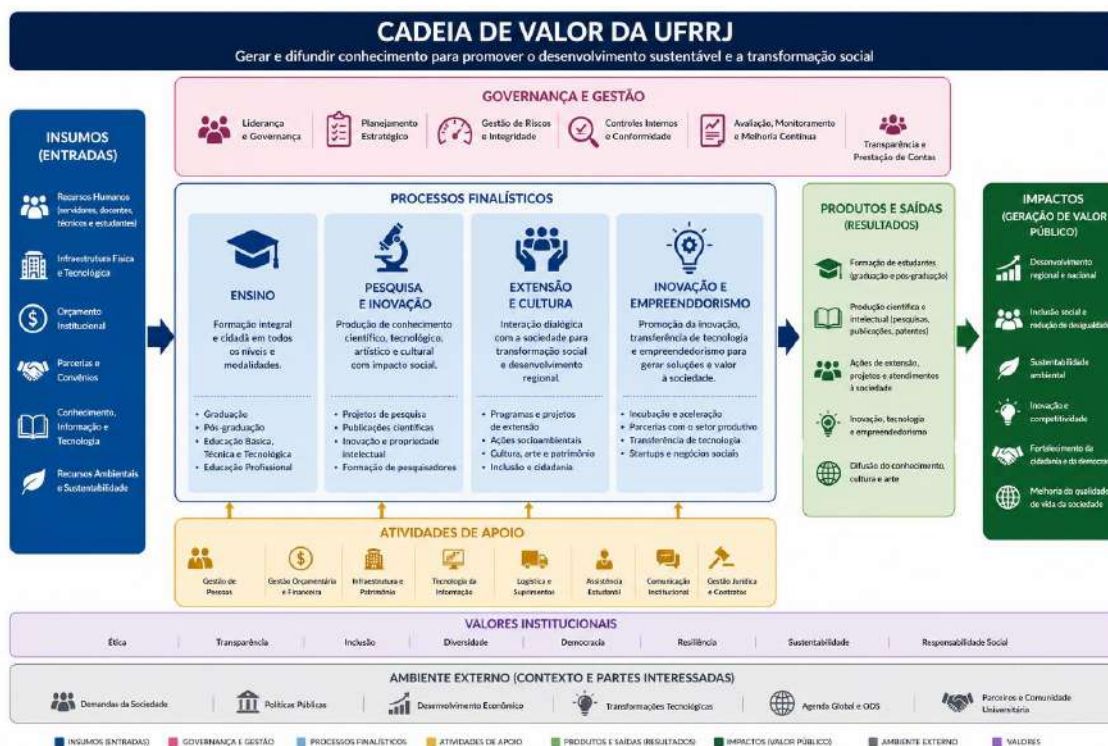 CADEIA DE VALOR DA UFRRJ
Gerar e difundir conhecimento para promover o desenvolvimento sustentável e a transformação social
GOVERNANÇA E GESTÃO
Liderança
e Governança
Planejamento
Estratégico
Gestão de Riscos
e Integridade
Controles Internos
e Conformidade
Avaliação, Monitoramento
e Melhoria Contínua
Transparência e
Prestação de Contas
INSUMOS
(ENTRADAS)
Recursos Humanos
(servidores, docentes,
técnicos e estudantes)
Infraestrutura Física
e Tecnológica
Orçamento
Institucional
Parcerias e
Convênios
Conhecimento,
Informação e
Tecnologia
Recursos Ambientais
e Sustentabilidade
PROCESSOS FINALÍSTICOS
ENSINO
Formação integral
e cidadã em todos
os níveis e
modalidades.
• Graduação
• Pós-graduação
• Educação Básica,
Técnica e Tecnológica
• Educação Profissional
PESQUISA
E INOVAÇÃO
Produção de conhecimento
científico, tecnológico,
artístico e cultural
com impacto social.
• Projetos de pesquisa
• Publicações científicas
• Inovação e propriedade
intelectual
• Formação de pesquisadores
EXTENSÃO
E CULTURA
Interação dialógica
com a sociedade para
transformação social
e desenvolvimento
regional.
• Programas e projetos
de extensão
• Ações socioambientais
• Cultura, arte e patrimônio
• Inclusão e cidadania
INOVAÇÃO E
EMPREENDDORISMO
Promoção da inovação,
transferência de tecnologia
e empreendedorismo para
gerar soluções e valor
à sociedade.
• Incubação e aceleração
• Parcerias com o setor produtivo
• Transferência de tecnologia
• Startups e negócios sociais
PRODUTOS E SAÍDAS
(RESULTADOS)
Formação de estudantes
(graduação e pós-graduação)
Produção científica e
intelectual (pesquisas,
publicações, patentes)
Ações de extensão,
projetos e atendimentos
à sociedade
Inovação, tecnologia
e empreendedorismo
Difusão do conhecimento,
cultura e arte
IMPACTOS
(GERAÇÃO DE VALOR
PÚBLICO)
Desenvolvimento
regional e nacional
Inclusão social e
redução de desigualdade
Sustentabilidade
ambiental
Inovação e
competitividade
Fortalecimento da
cidadania e da democrac
Melhoria da qualidade
de vida da sociedade
ATIVIDADES DE APOIO
Gestão de
Pessoas
Gestão Orçamentária
e Financeira
Infraestrutura e
Patrimônio
Tecnologia da
Informação
Logística e
Suprimentos
Assistência
Estudantil
Comunicação
Institucional
Gestão Jurídica
e Contratos
VALORES INSTITUCIONAIS
Ética
Transparência
Inclusão
Diversidade
Democracia
Resiliência
Sustentabilidade
Responsabilidade Social
AMBIENTE EXTERNO (CONTEXTO E PARTES INTERESSADAS)
Demandas da Sociedade
Políticas Públicas
Desenvolvimento Econômico
Transformações Tecnológicas
Agenda Global e ODS
Parceiros e Comunidade
Universitária
INSUMOS (ENTRADAS)
GOVERNANÇA E GESTÃO
PROCESSOS FINALÍSTICOS
ATIVIDADES DE APOIO
PRODUTOS E SAÍDAS (RESULTADOS)
IMPACTOS (VALOR PÚBLICO)
AMBIENTE EXTERNO
VALORES